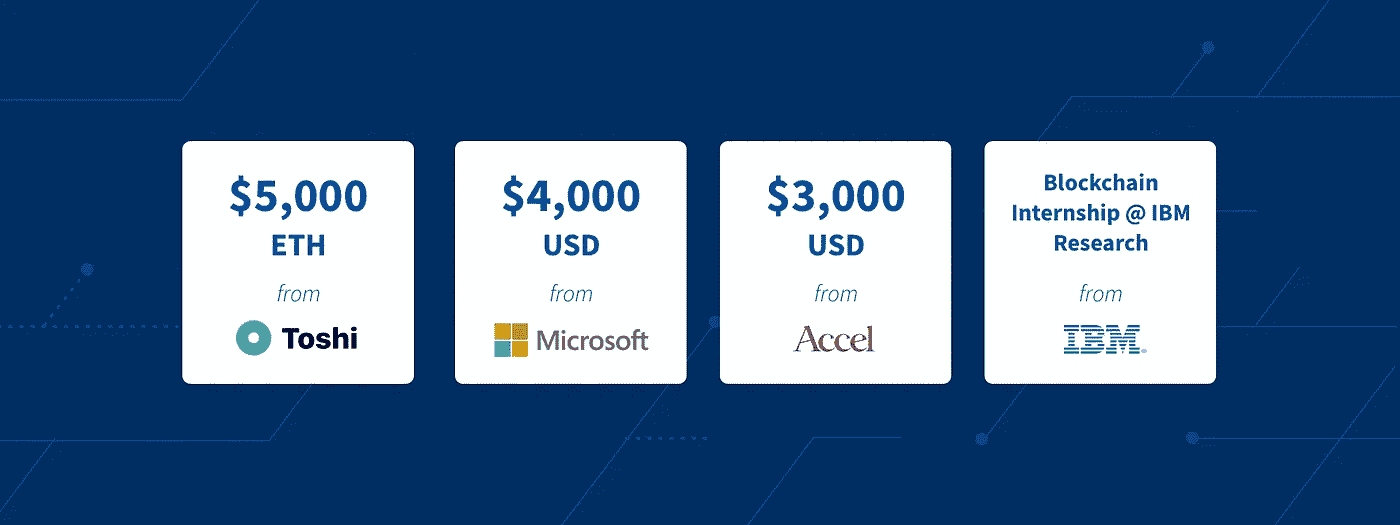 $5,000
ETH
from
Toshi
$4,000
USD
from
Microsoft
$3,000
USD
from
Accel
Blockchain
Internship @ IBM
Research
from
IBM